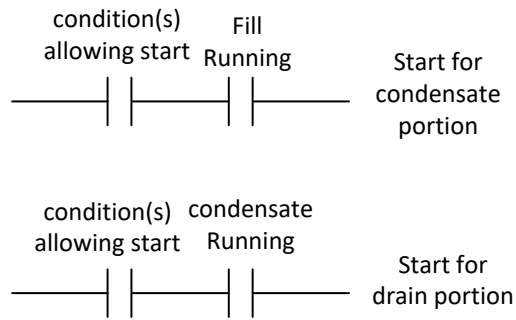 condition(s)
allowing start
Fill
Running
Start for
condensate
portion
condition(s)
allowing start
condensate
Running
Start for
drain portion